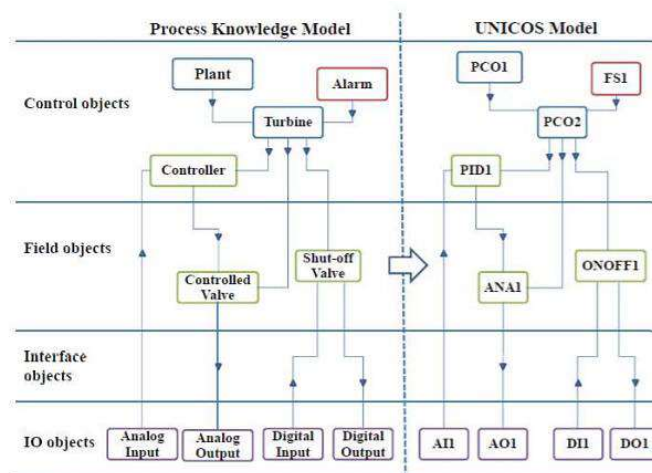 Process Knowledge Model
UNICOS Model
Control objects
Plant
Alarm
Turbine
Controller
PCO1
FS1
PCO2
PID1
Field objects
Controlled
Valve
Shut-off
Valve
ANA1
ONOFF1
Interface
objects
IO objects
Analog
Input
Analog
Output
Digital
Input
Digital
Output
AI1
AO1
DI1
DO1